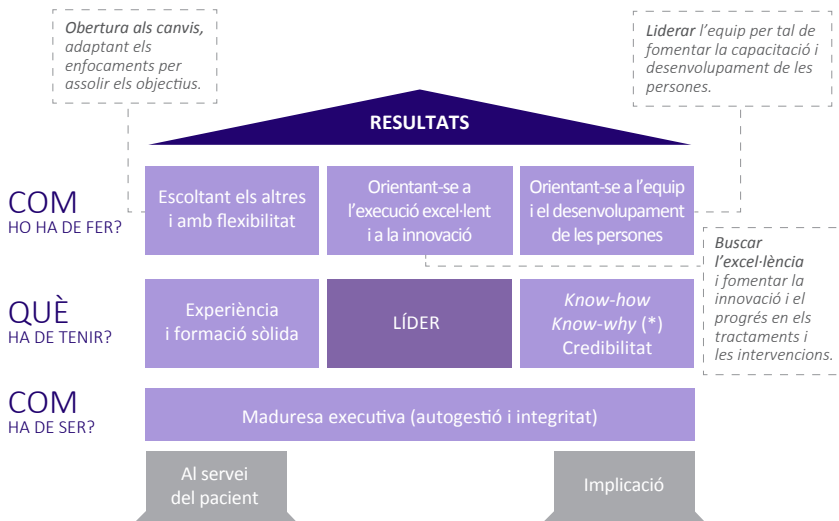 Obertura als canvis,
adaptant els
enfocaments per
assolir els objectius.
Liderar l’equip per tal de
fomentar la capacitació i
desenvolupament de les
persones.
RESULTATS
COM
HO HA DE FER?
Escoltant els altres
i amb flexibilitat
Orientant-se a
l’execució excel·lent
i a la innovació
Orientant-se a l’equip
i el desenvolupament
de les persones
Buscar
l’excel·lència
i fomentar la
innovació i el
progrés en els
tractaments i
les intervencions.
QUÈ
HA DE TENIR?
Experiència
i formació sòlida
LÍDER
Know-how
Know-why (*)
Credibilitat
COM
HA DE SER?
Maduresa executiva (autogestió i integritat)
Al servei
del pacient
Implicació